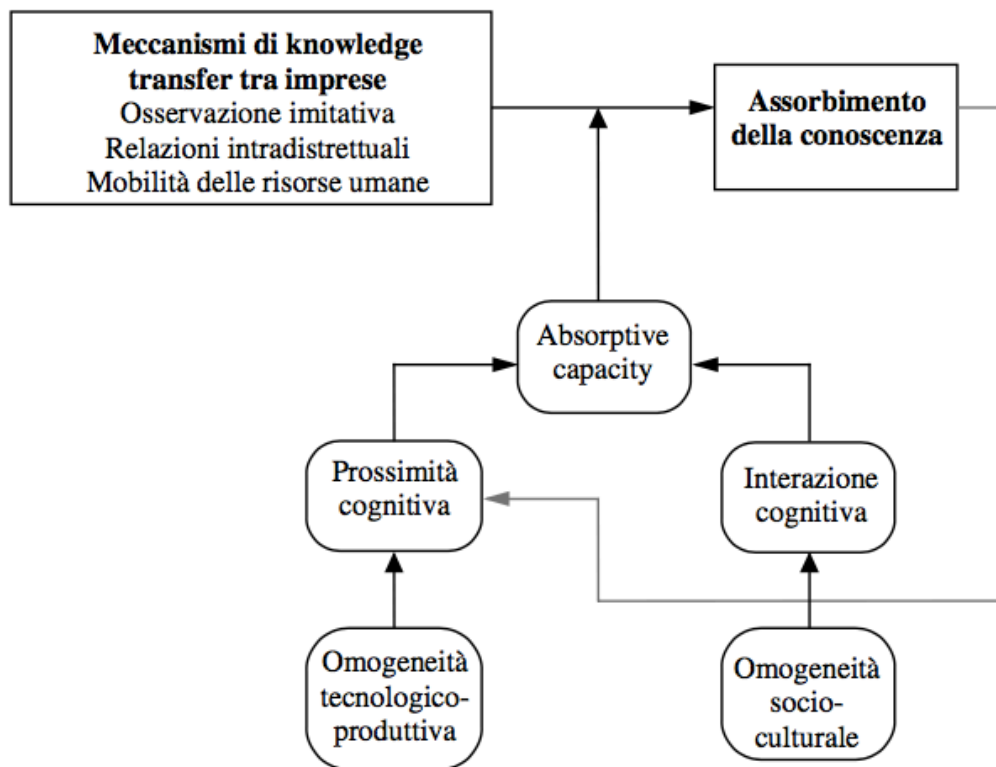 Meccanismi di knowledge
transfer tra imprese
Osservazione imitativa
Relazioni intradistrettuali
Mobilità delle risorse umane
Assorbimento
della conoscenza
Absorptive
capacity
Prossimità
cognitiva
Interazione
cognitiva
Omogeneità
tecnologico-
produttiva
Omogeneità
socio-
culturale